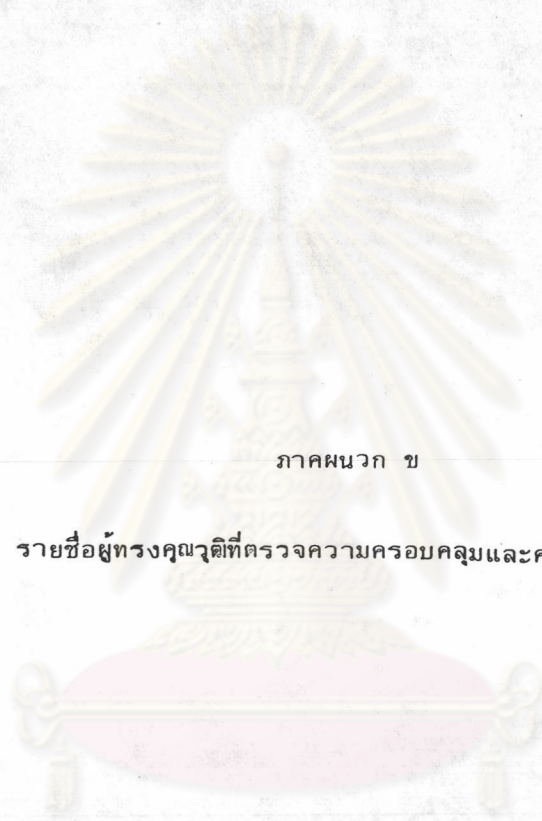 ภาคผนวก ข
รายชื่อผู้ทรงคุณวุฒิที่ตรวจความครอบคลุมและ